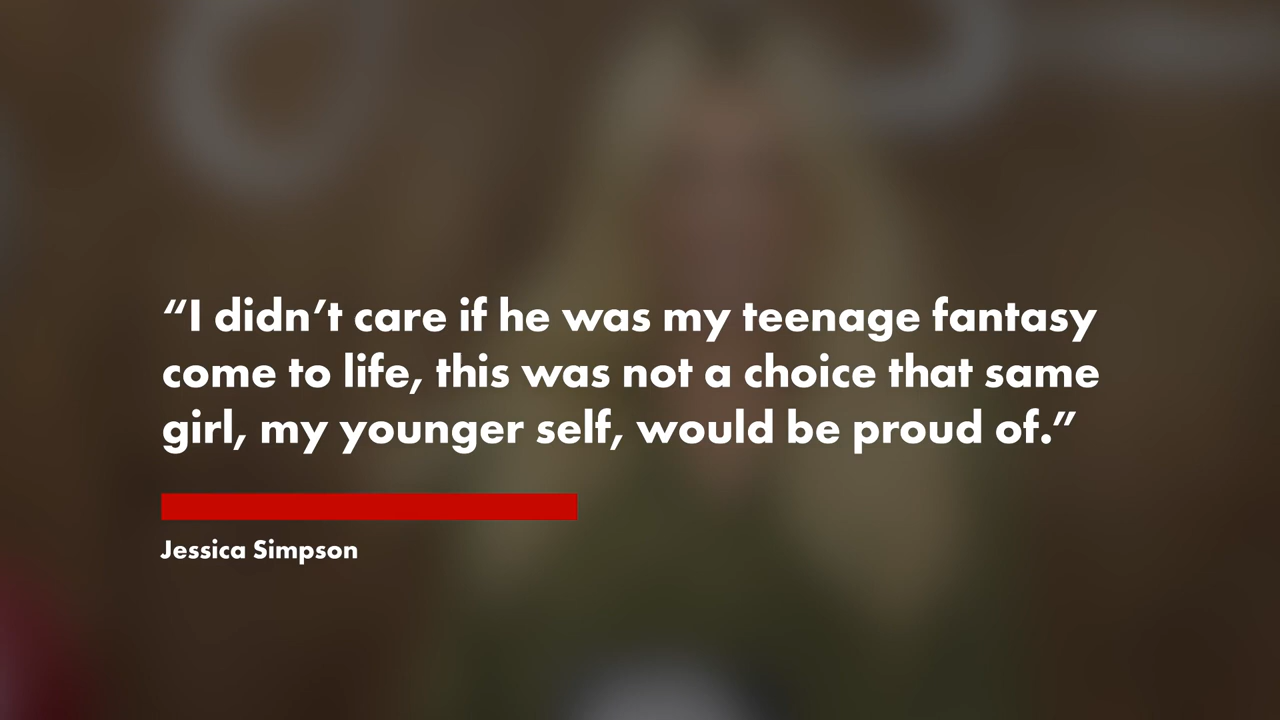 “I didn’t care if he was my teenage fantasy
come to life, this was not a choice that same
girl, my younger self, would be proud of.”
Jessica Simpson